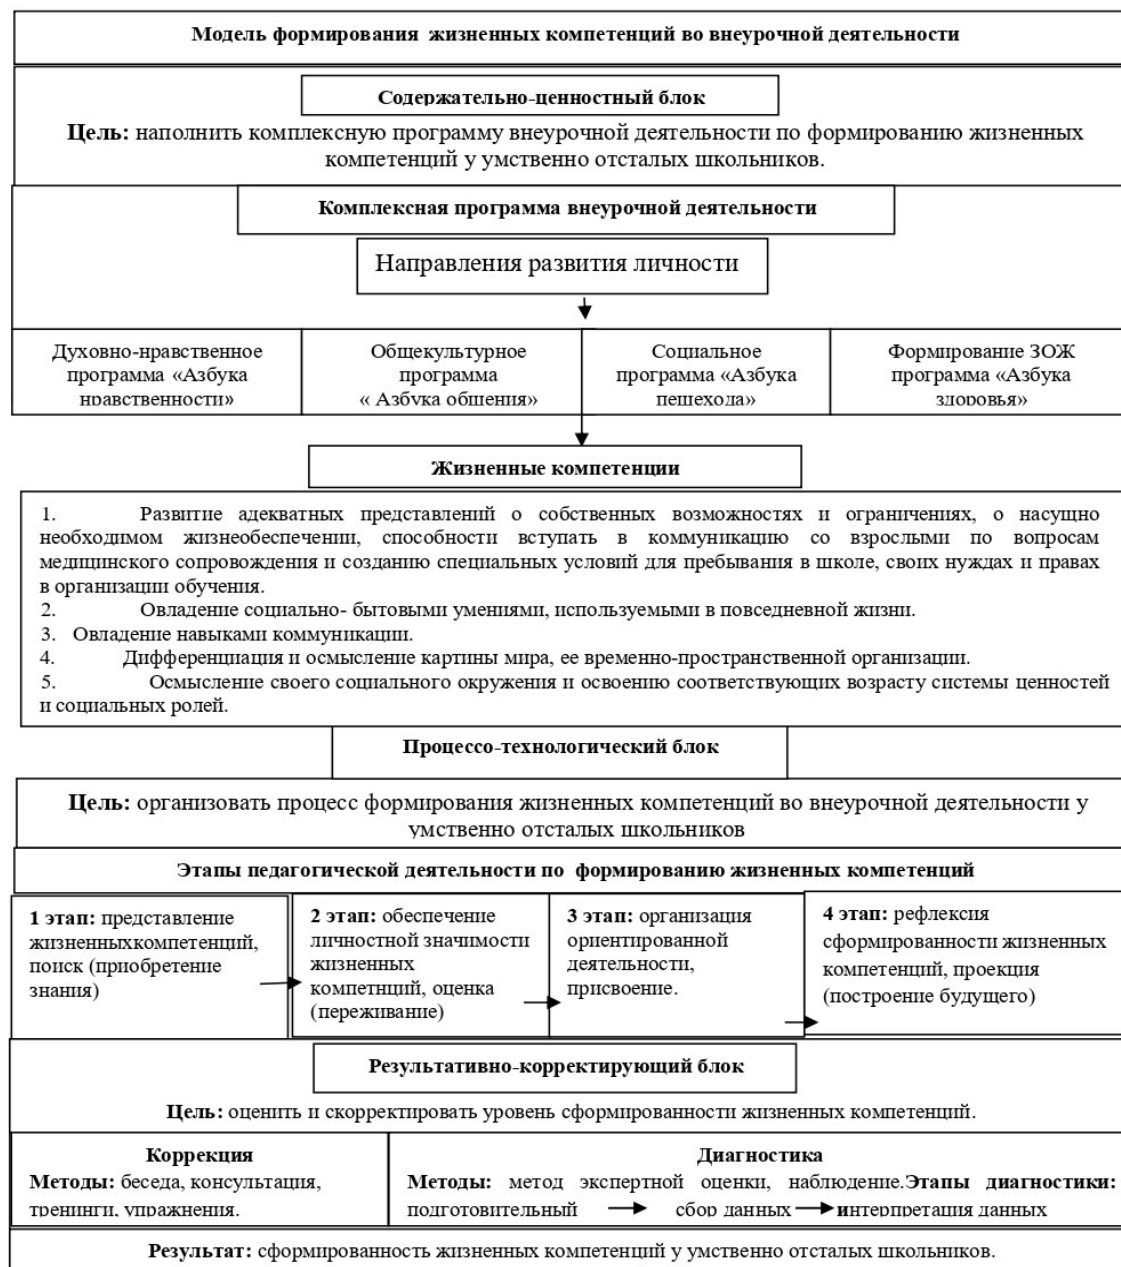 Модель формирования жизненных компетенций во внеурочной деятельности
Содержательно-ценностный блок
Цель: наполнить комплексную программу внеурочной деятельности по формированию жизненных
компетенций у умственно отсталых школьников.
Комплексная программа внеурочной деятельности
Направления развития личности
Духовно-нравственное
программа «Азбука
нравственности»
Общекультурное
программа
« Азбука общения»
Социальное
программа «Азбука
пешехода»
Формирование ЗОЖ
программа «Азбука
здоровья»
Жизненные компетенции
1. Развитие адекватных представлений о собственных возможностях и ограничениях, о насущно
необходимом жизнеобеспечении, способности вступать в коммуникацию со взрослыми по вопросам
медицинского сопровождения и созданию специальных условий для пребывания в школе, своих нуждах и правах
в организации обучения.
2. Овладение социально- бытовыми умениями, используемыми в повседневной жизни.
3. Овладение навыками коммуникации.
4. Дифференциация и осмысление картины мира, ее временно-пространственной организации.
5. Осмысление своего социального окружения и освоению соответствующих возрасту системы ценностей
и социальных ролей.
Процессо-технологический блок
Цель: организовать процесс формирования жизненных компетенций во внеурочной деятельности у
умственно отсталых школьников
Этапы педагогической деятельности по формированию жизненных компетенций
1 этап: представление
жизненныхкомпетенций,
поиск (приобретение
знания)
2 этап: обеспечение
личностной значимости
жизненных
компетнций, оценка
(переживание)
3 этап: организация
ориентированной
деятельности,
присвоение.
4 этап: рефлексия
сформированности жизненных
компетенций, проекция
(построение будущего)
Результативно-корректирующий блок
Цель: оценить и скорректировать уровень сформированности жизненных компетенций.
Коррекция
Методы: беседа, консультация,
тренинги, упражнения.
Диагностика
Методы: метод экспертной оценки, наблюдение.Этапы диагностики:
подготовительный сбор данных интерпретация данных
Результат: сформированность жизненных компетенций у умственно отсталых школьников.